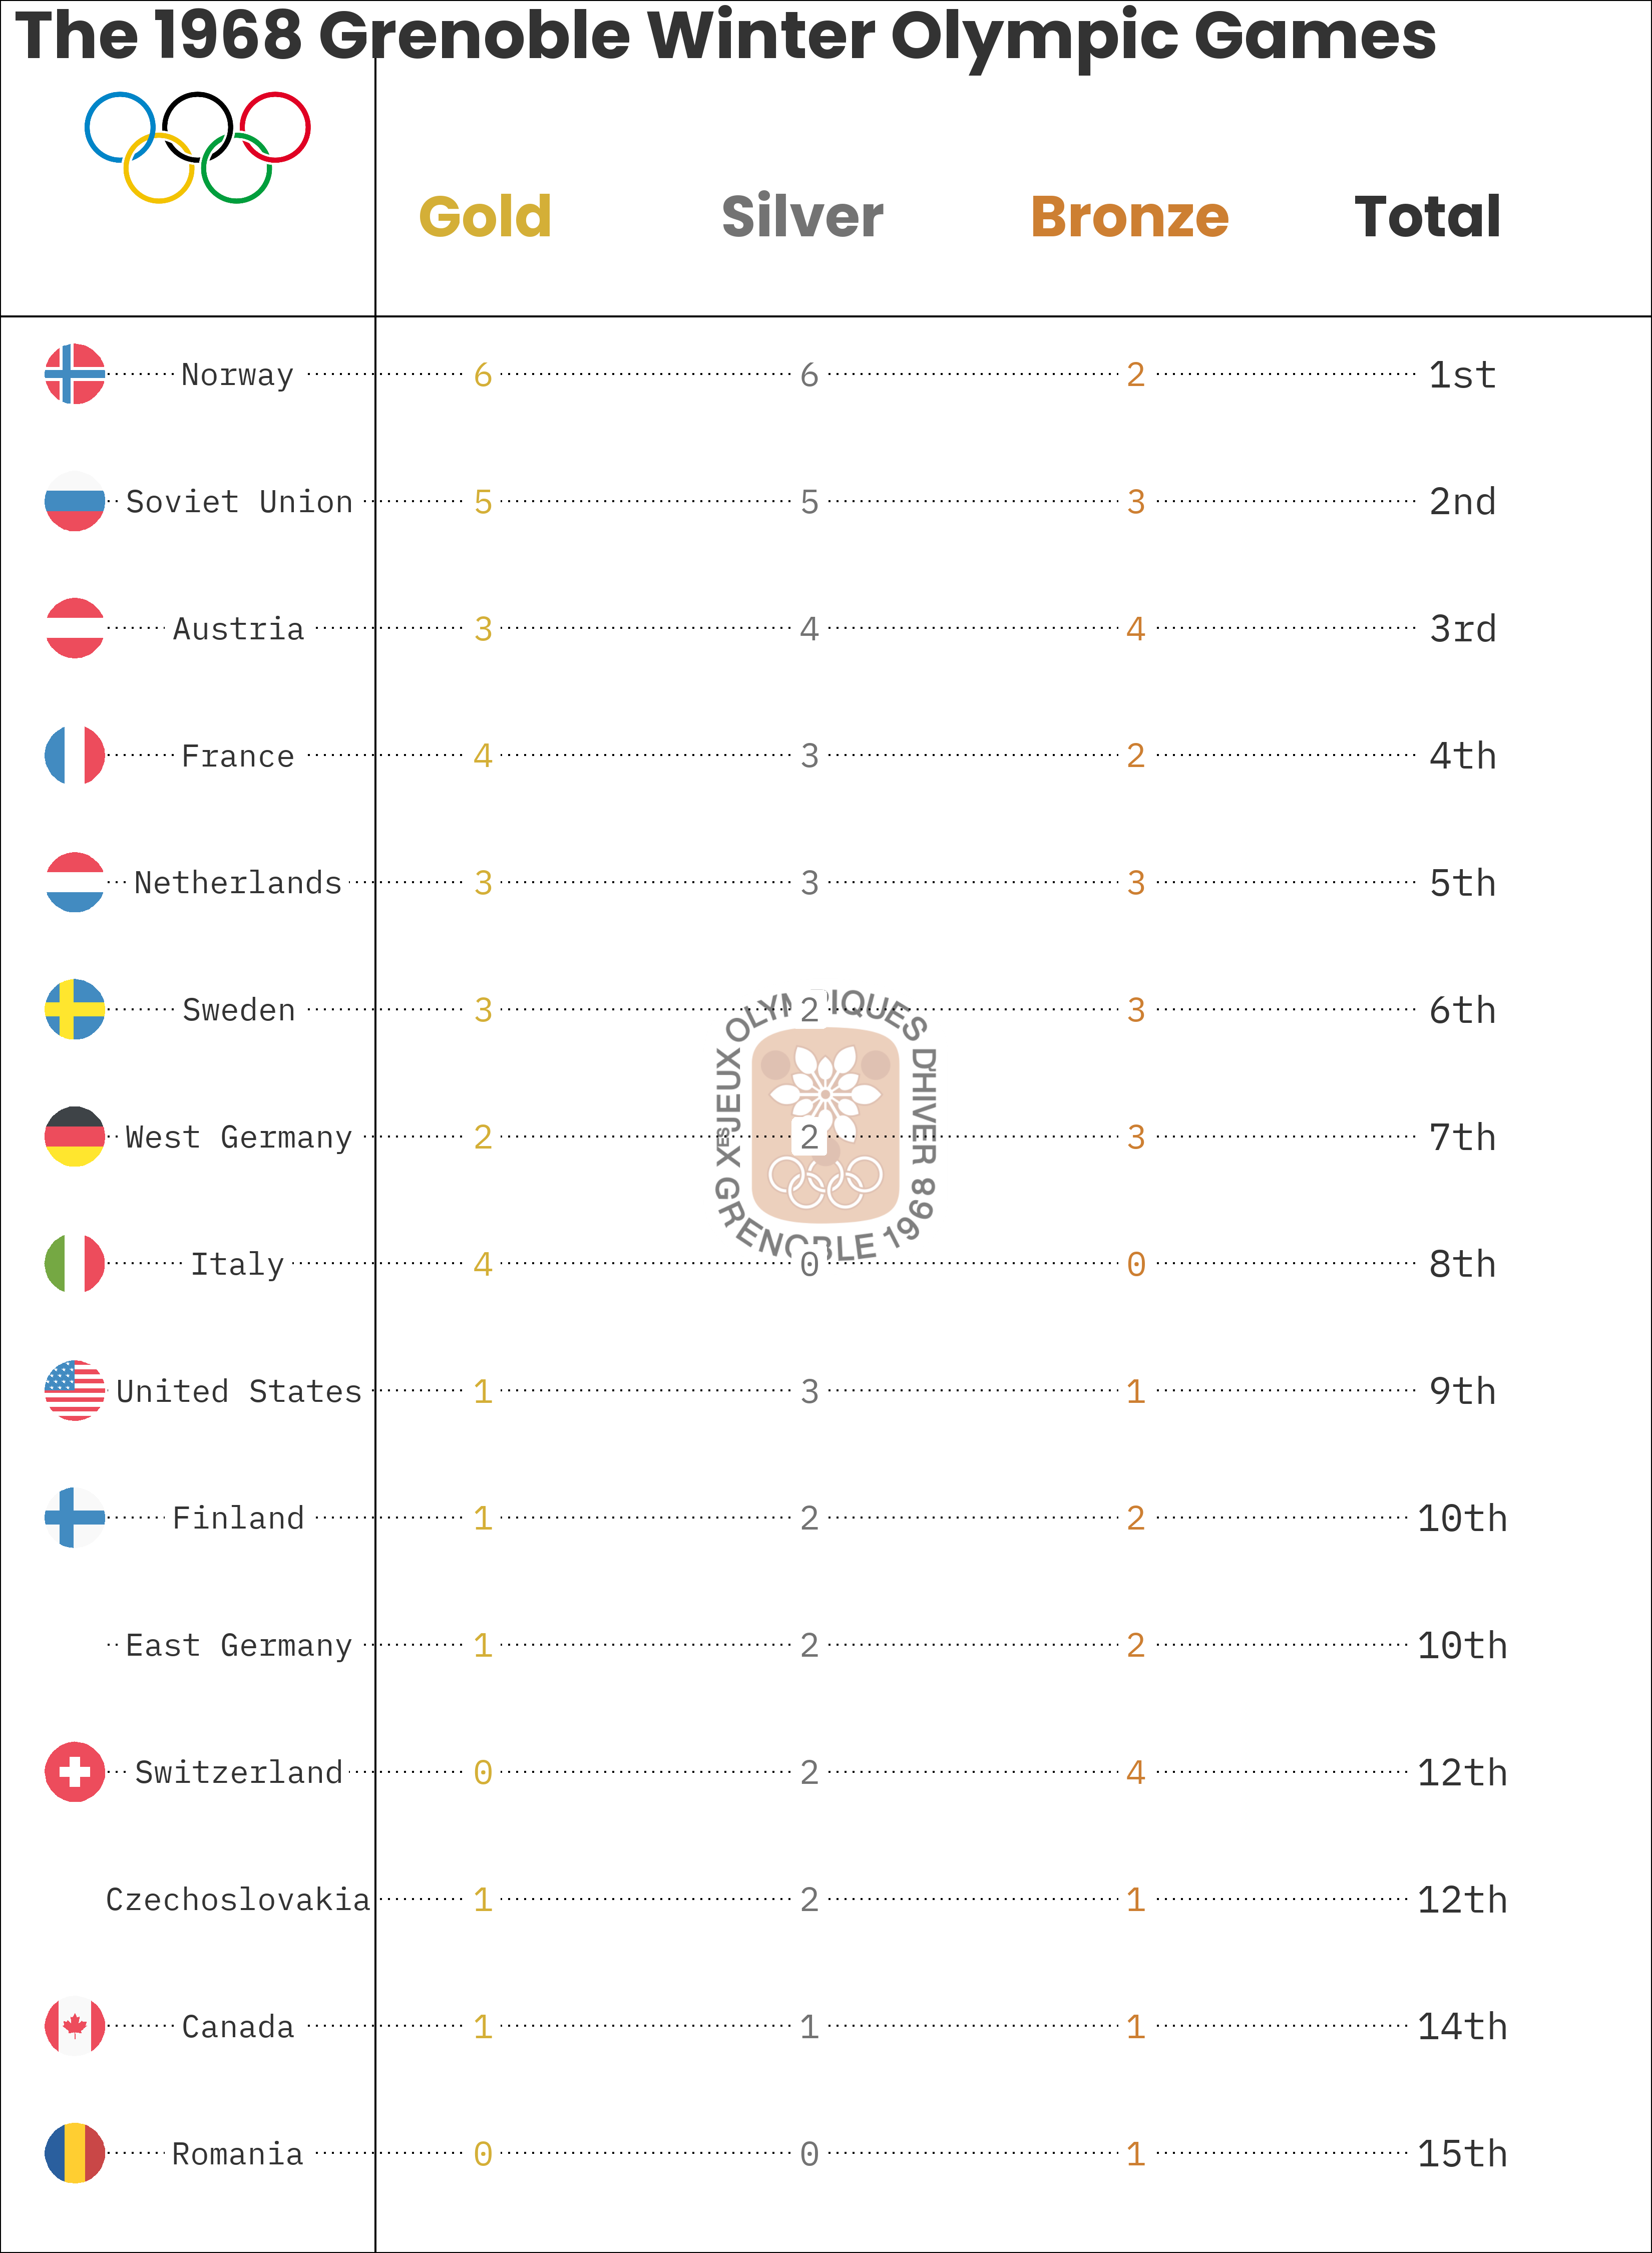 The 1968 Grenoble Winter Olympic Games
Gold Silver Bronze Total
Norway 6 6 2 1st
Soviet Union 5 5 3 2nd
Austria 3 4 4 3rd
France 4 3 2 4th
Netherlands 3 3 3 5th
Sweden 3 2 3 6th
West Germany 2 2 3 7th
Italy 4 0 0 8th
United States 1 3 1 9th
Finland 1 2 2 10th
East Germany 1 2 2 10th
Switzerland 0 2 4 12th
Czechoslovakia 1 2 1 12th
Canada 1 1 1 14th
Romania 0 0 1 15th
XES JEUX D'HIVER
1968